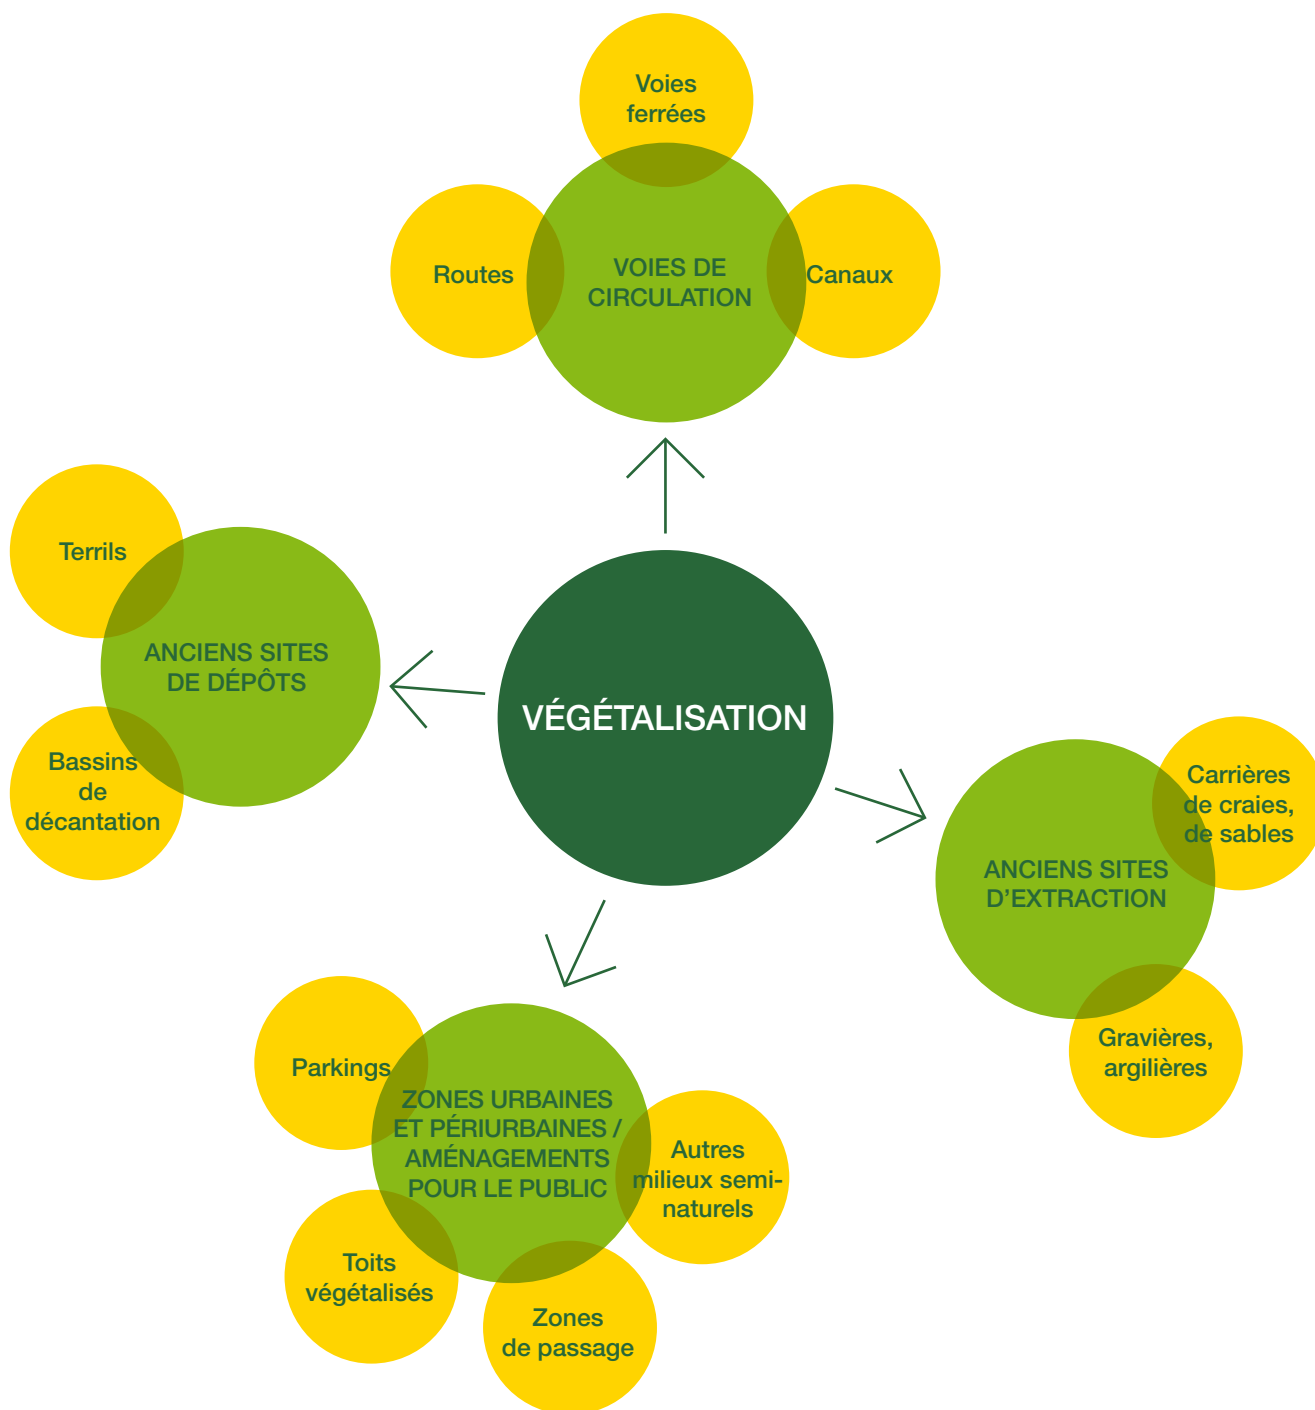 Voies
ferrées
Routes
VOIES DE
CIRCULATION
Canaux
Terrils
ANCIENS SITES
DE DÉPÔTS
Bassins
de
décantation
VÉGÉTALISATION
Carrières
de craies,
de sables
ANCIENS SITES
D’EXTRACTION
Gravières,
argilières
Parkings
ZONES URBAINES
ET PÉRIURBAINES /
AMÉNAGEMENTS
POUR LE PUBLIC
Autres
milieux semi-
naturels
Toits
végétalisés
Zones
de passage